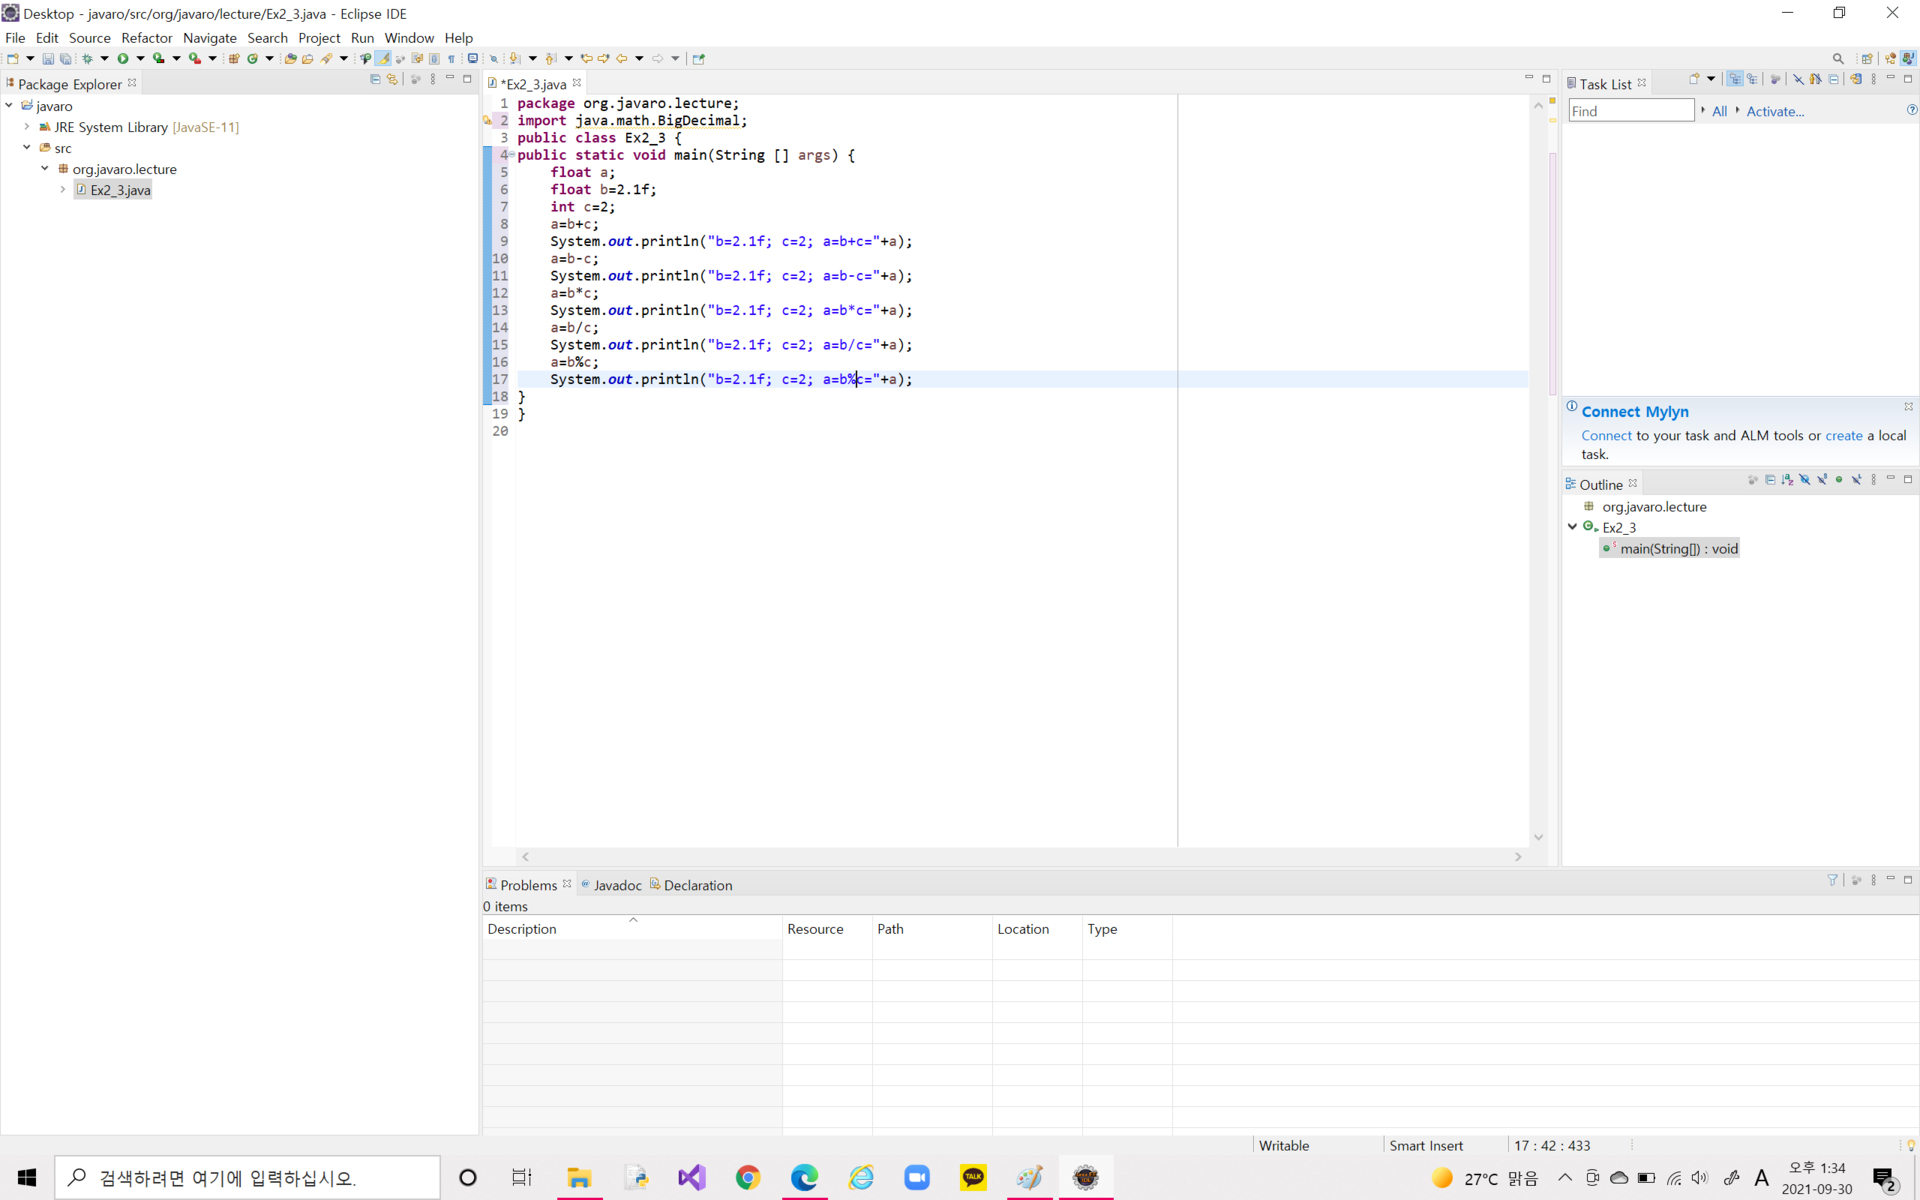 Desktop - javaro/src/org/javaro/lecture/Ex2_3.java - Eclipse IDE
File Edit Source Refactor Navigate Search Project Run Window Help
Package Explorer
javaro
JRE System Library [JavaSE-11]
src
org.javaro.lecture
Ex2_3.java
*Ex2_3.java
1 package org.javaro.lecture;
2 import java.math.BigDecimal;
3 public class Ex2_3 {
4 public static void main(String [] args) {
5 float a;
6 float b=2.1f;
7 int c=2;
8 a=b+c;
9 System.out.println("b=2.1f; c=2; a=b+c="+a);
10 a=b-c;
11 System.out.println("b=2.1f; c=2; a=b-c="+a);
12 a=b*c;
13 System.out.println("b=2.1f; c=2; a=b*c="+a);
14 a=b/c;
15 System.out.println("b=2.1f; c=2; a=b/c="+a);
16 a=b%c;
17 System.out.println("b=2.1f; c=2; a=b%c="+a);
18 }
19 }
20
Task List
Find All Activate...
Connect Mylyn
Connect to your task and ALM tools or create a local
task.
Outline
org.javaro.lecture
Ex2_3
main(String[]) : void
Problems Javadoc Declaration
0 items
Description Resource Path Location Type
Writable Smart Insert 17 : 42 : 433
검색하려면 여기에 입력하십시오.
TALK
27°C 맑음
A
오후 1:34
2021-09-30
2